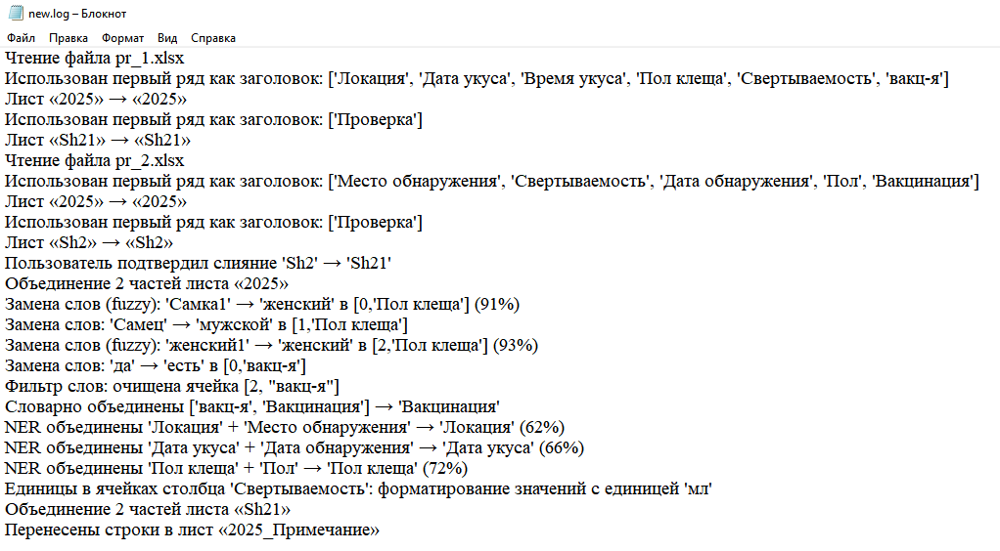 new.log – Блокнот
Файл Правка Формат Вид Справка
Чтение файла pr_1.xlsx
Использован первый ряд как заголовок: ['Локация', 'Дата укуса', 'Время укуса', 'Пол клеща', 'Свертываемость', 'вакц-я']
Лист «2025» → «2025»
Использован первый ряд как заголовок: ['Проверка']
Лист «Sh21» → «Sh21»
Чтение файла pr_2.xlsx
Использован первый ряд как заголовок: ['Место обнаружения', 'Свертываемость', 'Дата обнаружения', 'Пол', 'Вакцинация']
Лист «2025» → «2025»
Использован первый ряд как заголовок: ['Проверка']
Лист «Sh2» → «Sh2»
Пользователь подтвердил слияние 'Sh2' → 'Sh21'
Объединение 2 частей листа «2025»
Замена слов (fuzzy): 'Самка1' → 'женский' в [0,'Пол клеща'] (91%)
Замена слов: 'Самец' → 'мужской' в [1,'Пол клеща']
Замена слов (fuzzy): 'женский1' → 'женский' в [2,'Пол клеща'] (93%)
Замена слов: 'да' → 'есть' в [0,'вакц-я']
Фильтр слов: очищена ячейка [2, "вакц-я"]
Словарно объединены ['вакц-я', 'Вакцинация'] → 'Вакцинация'
NER объединены 'Локация' + 'Место обнаружения' → 'Локация' (62%)
NER объединены 'Дата укуса' + 'Дата обнаружения' → 'Дата укуса' (66%)
NER объединены 'Пол клеща' + 'Пол' → 'Пол клеща' (72%)
Единицы в ячейках столбца 'Свертываемость': форматирование значений с единицей 'мл'
Объединение 2 частей листа «Sh21»
Перенесены строки в лист «2025_Примечание»